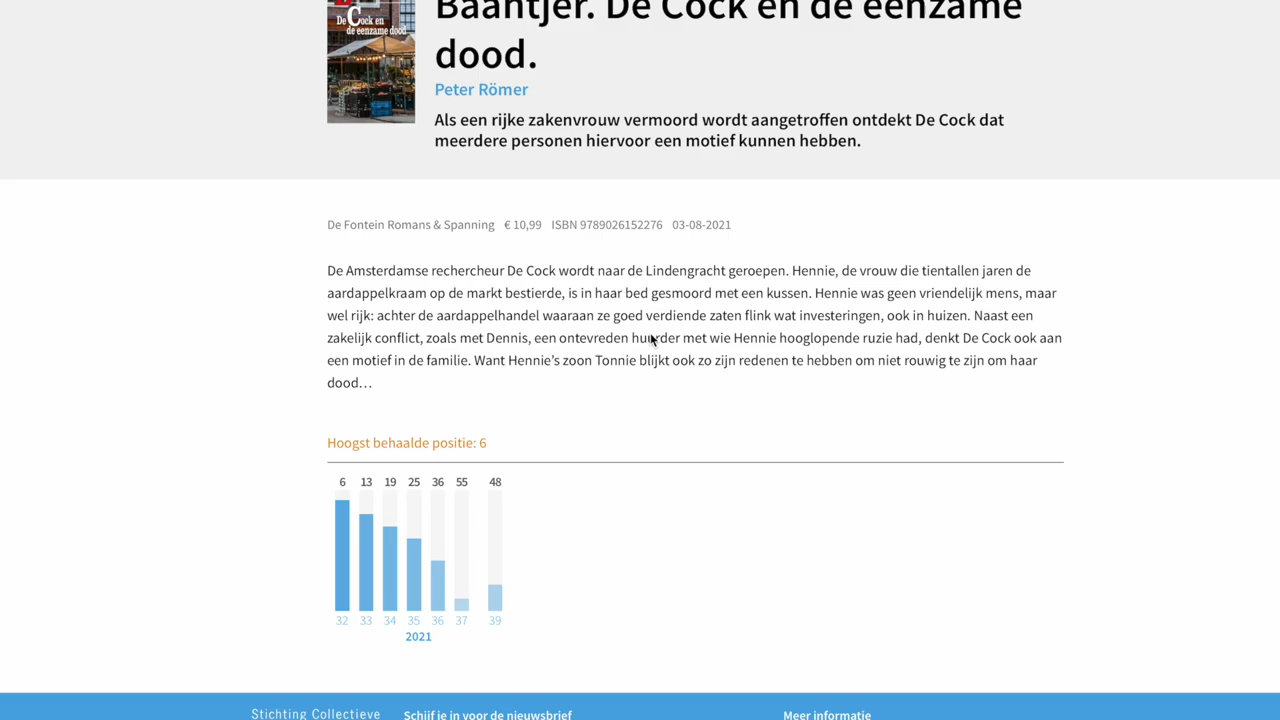 De Cock en
de eenzame dood
Baantjer. De Cock en de eenzame
dood.
Peter Römer
Als een rijke zakenvrouw vermoord wordt aangetroffen ontdekt De Cock dat
meerdere personen hiervoor een motief kunnen hebben.
De Fontein Romans & Spanning € 10,99 ISBN 9789026152276 03-08-2021
De Amsterdamse rechercheur De Cock wordt naar de Lindengracht geroepen. Hennie, de vrouw die tientallen jaren de
aardappelkraam op de markt bestierde, is in haar bed gesmoord met een kussen. Hennie was geen vriendelijk mens, maar
wel rijk: achter de aardappelhandel waaraan ze goed verdiende zaten flink wat investeringen, ook in huizen. Naast een
zakelijk conflict, zoals met Dennis, een ontevreden huurder met wie Hennie hooglopende ruzie had, denkt De Cock ook aan
een motief in de familie. Want Hennie’s zoon Tonnie blijkt ook zo zijn redenen te hebben om niet rouwig te zijn om haar
dood…
Hoogst behaalde positie: 6
6 13 19 25 36 55 48
32 33 34 35 36 37 39
2021
Stichting Collectieve
Schijf je in voor de nieuwsbrief
Meer informatie